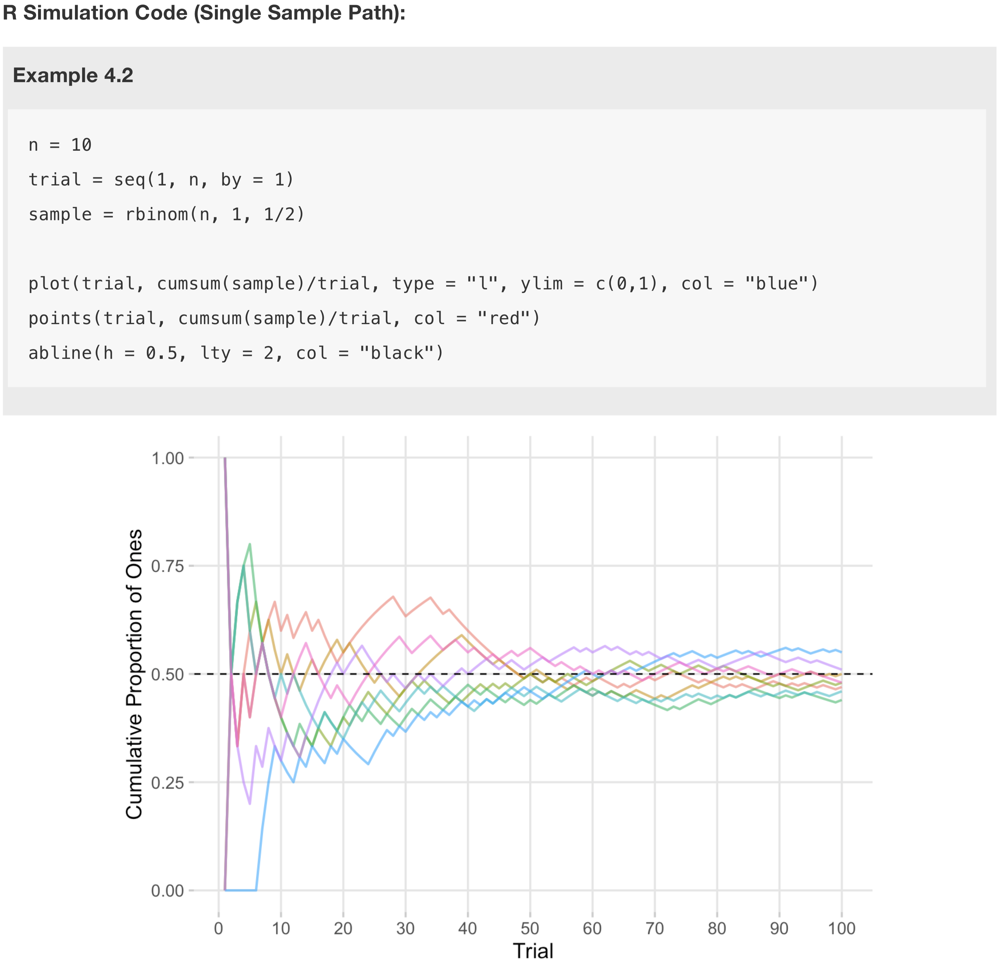 R Simulation Code (Single Sample Path):
Example 4.2
n = 10
trial = seq(1, n, by = 1)
sample = rbinom(n, 1, 1/2)
plot(trial, cumsum(sample)/trial, type = "l", ylim = c(0,1), col = "blue")
points(trial, cumsum(sample)/trial, col = "red")
abline(h = 0.5, lty = 2, col = "black")
Cumulative Proportion of Ones
1.00
0.75
0.50
0.25
0.00
0 10 20 30 40 50 60 70 80 90 100
Trial